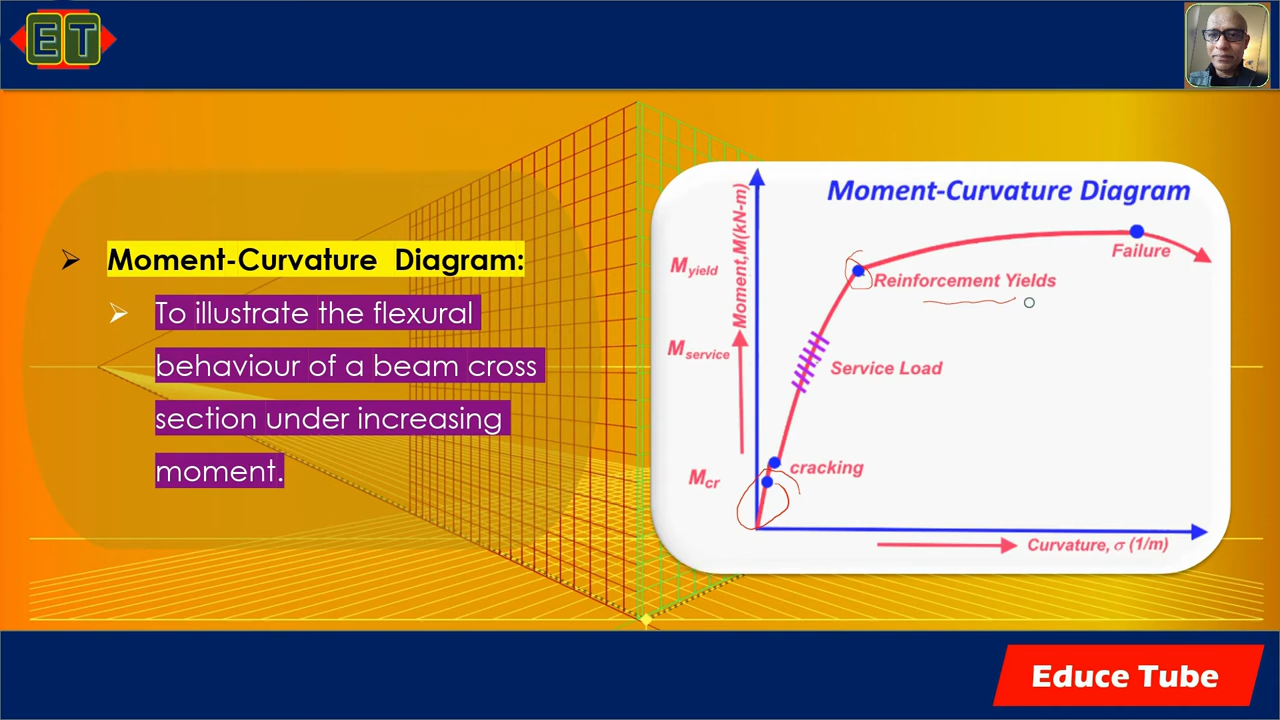 ET
➢ Moment-Curvature Diagram:
➢ To illustrate the flexural
behaviour of a beam cross
section under increasing
moment.
Moment-Curvature Diagram
Moment,M(kN-m)
Myield
Failure
Reinforcement Yields
Mservice
Service Load
cracking
Mcr
Curvature, σ (1/m)
Educe Tube